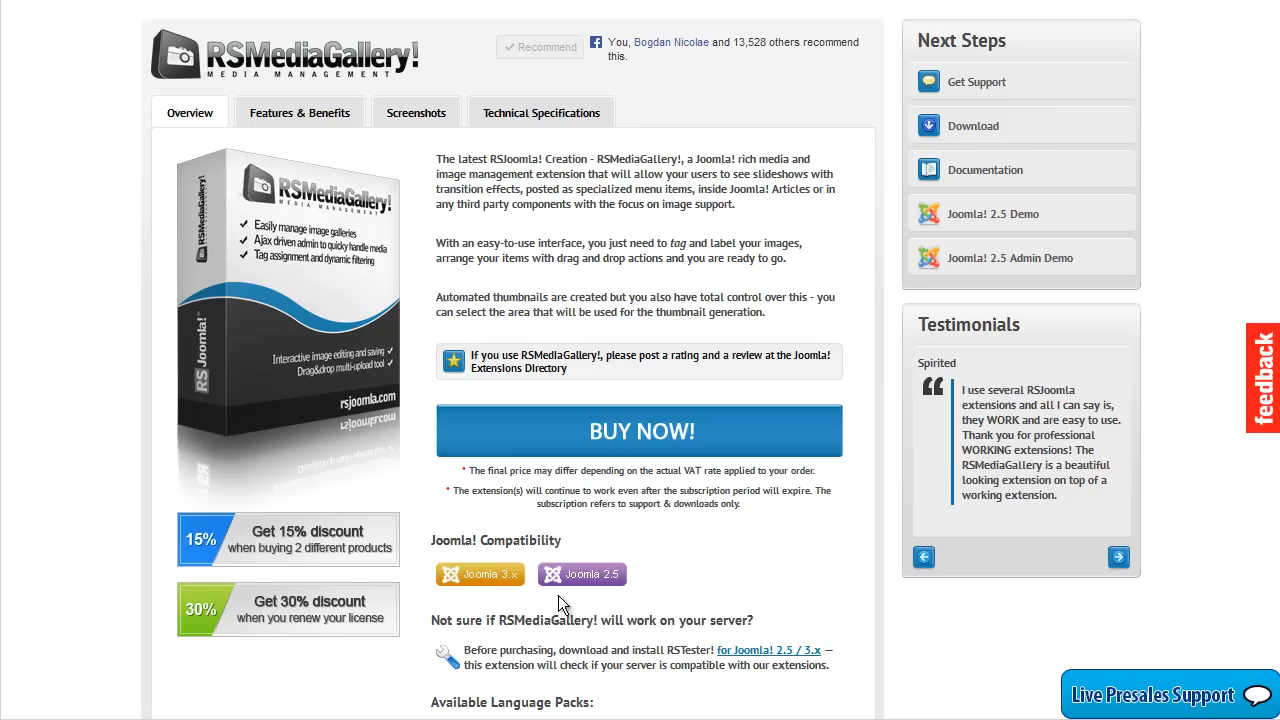 RSMediaGallery!
MEDIA MANAGEMENT
Recommend
You, Bogdan Nicolae and 13,528 others recommend
this.
Overview
Features & Benefits
Screenshots
Technical Specifications
RSMediaGallery!
RSMediaGallery!
MEDIA MANAGEMENT
Easily manage image galleries
Ajax driven admin to quickly handle media
Tag assignment and dynamic filtering
RSJoomla!
Interactive image editing and saving
Drag&drop multi-upload tool
rsjoomla.com
15%
Get 15% discount
when buying 2 different products
30%
Get 30% discount
when you renew your license
The latest RSJoomla! Creation - RSMediaGallery!, a Joomla! rich media and
image management extension that will allow your users to see slideshows with
transition effects, posted as specialized menu items, inside Joomla! Articles or in
any third party components with the focus on image support.
With an easy-to-use interface, you just need to tag and label your images,
arrange your items with drag and drop actions and you are ready to go.
Automated thumbnails are created but you also have total control over this - you
can select the area that will be used for the thumbnail generation.
If you use RSMediaGallery!, please post a rating and a review at the Joomla!
Extensions Directory
BUY NOW!
* The final price may differ depending on the actual VAT rate applied to your order.
* The extension(s) will continue to work even after the subscription period will expire. The
subscription refers to support & downloads only.
Joomla! Compatibility
Joomla 3.x
Joomla 2.5
Not sure if RSMediaGallery! will work on your server?
Before purchasing, download and install RSTester! for Joomla! 2.5 / 3.x —
this extension will check if your server is compatible with our extensions.
Available Language Packs:
Next Steps
Get Support
Download
Documentation
Joomla! 2.5 Demo
Joomla! 2.5 Admin Demo
Testimonials
Spirited
I use several RSJoomla
extensions and all I can say is,
they WORK and are easy to use.
Thank you for professional
WORKING extensions! The
RSMediaGallery is a beautiful
looking extension on top of a
working extension.
feedback
Live Presales Support